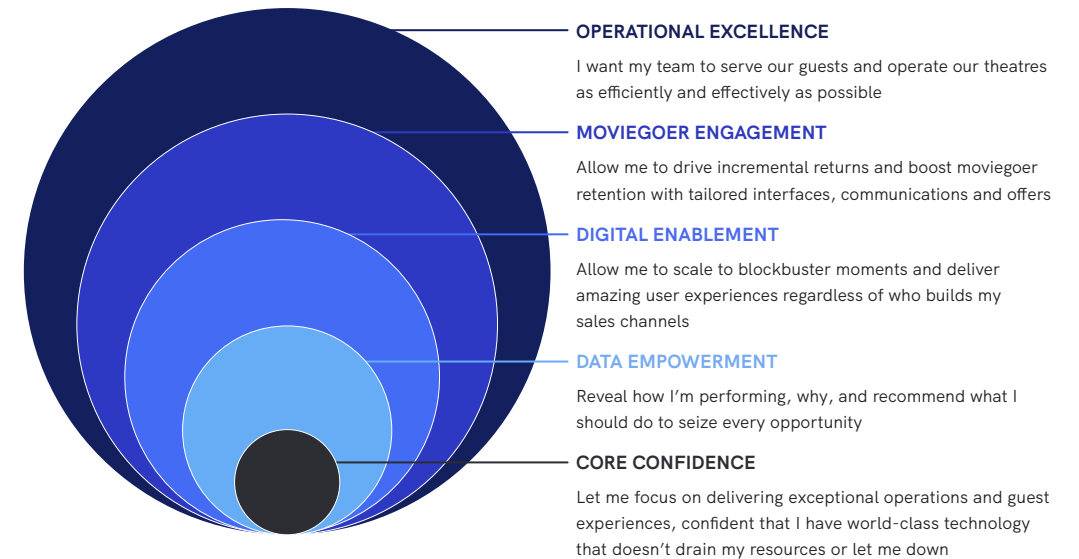 OPERATIONAL EXCELLENCE
I want my team to serve our guests and operate our theatres
as efficiently and effectively as possible
MOVIEGOER ENGAGEMENT
Allow me to drive incremental returns and boost moviegoer
retention with tailored interfaces, communications and offers
DIGITAL ENABLEMENT
Allow me to scale to blockbuster moments and deliver
amazing user experiences regardless of who builds my
sales channels
DATA EMPOWERMENT
Reveal how I’m performing, why, and recommend what I
should do to seize every opportunity
CORE CONFIDENCE
Let me focus on delivering exceptional operations and guest
experiences, confident that I have world-class technology
that doesn’t drain my resources or let me down